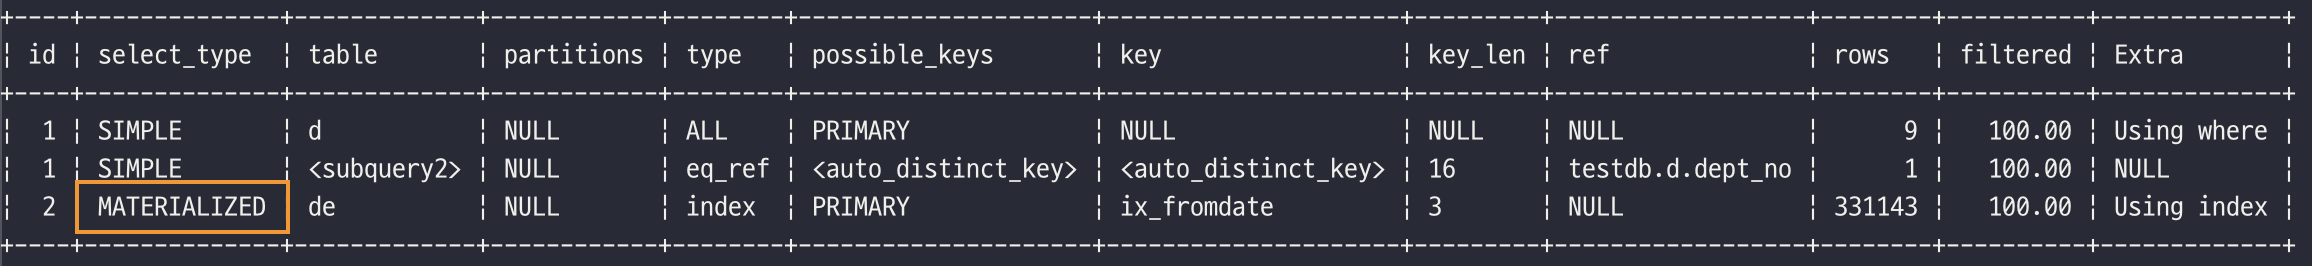 +----+--------------+-------------+------------+--------+---------------------+---------------------+---------+------------------+--------+----------+-------------+
¦ id ¦ select_type  ¦ table       ¦ partitions ¦ type   ¦ possible_keys       ¦ key                 ¦ key_len ¦ ref              ¦ rows   ¦ filtered ¦ Extra       ¦
+----+--------------+-------------+------------+--------+---------------------+---------------------+---------+------------------+--------+----------+-------------+
¦  1 ¦ SIMPLE       ¦ d           ¦ NULL       ¦ ALL    ¦ PRIMARY             ¦ NULL                ¦ NULL    ¦ NULL             ¦      9 ¦   100.00 ¦ Using where ¦
¦  1 ¦ SIMPLE       ¦ <subquery2> ¦ NULL       ¦ eq_ref ¦ <auto_distinct_key> ¦ <auto_distinct_key> ¦ 16      ¦ testdb.d.dept_no ¦      1 ¦   100.00 ¦ NULL        ¦
¦  2 ¦ MATERIALIZED ¦ de          ¦ NULL       ¦ index  ¦ PRIMARY             ¦ ix_fromdate         ¦ 3       ¦ NULL             ¦ 331143 ¦   100.00 ¦ Using index ¦
+----+--------------+-------------+------------+--------+---------------------+---------------------+---------+------------------+--------+----------+-------------+